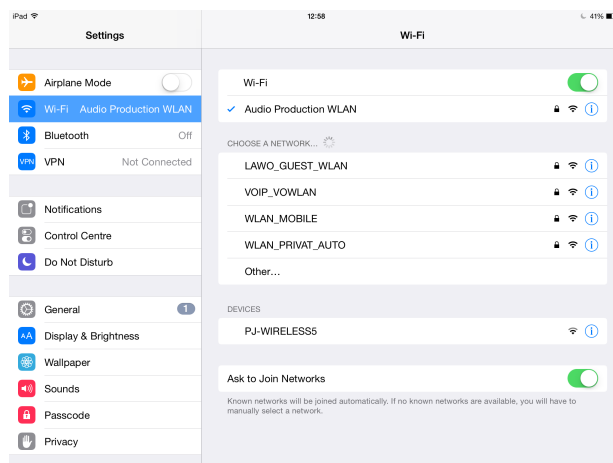 iPad 12:58 41%
Settings
Wi-Fi
Airplane Mode
Wi-Fi Audio Production WLAN
Bluetooth Off
VPN VPN Not Connected
Notifications
Control Centre
Do Not Disturb
General 1
AA Display & Brightness
Wallpaper
Sounds
Passcode
Privacy
Wi-Fi
Audio Production WLAN
CHOOSE A NETWORK...
LAWO_GUEST_WLAN
VOIP_VOWLAN
WLAN_MOBILE
WLAN_PRIVAT_AUTO
Other...
DEVICES
PJ-WIRELESS5
Ask to Join Networks
Known networks will be joined automatically. If no known networks are available, you will have to
manually select a network.